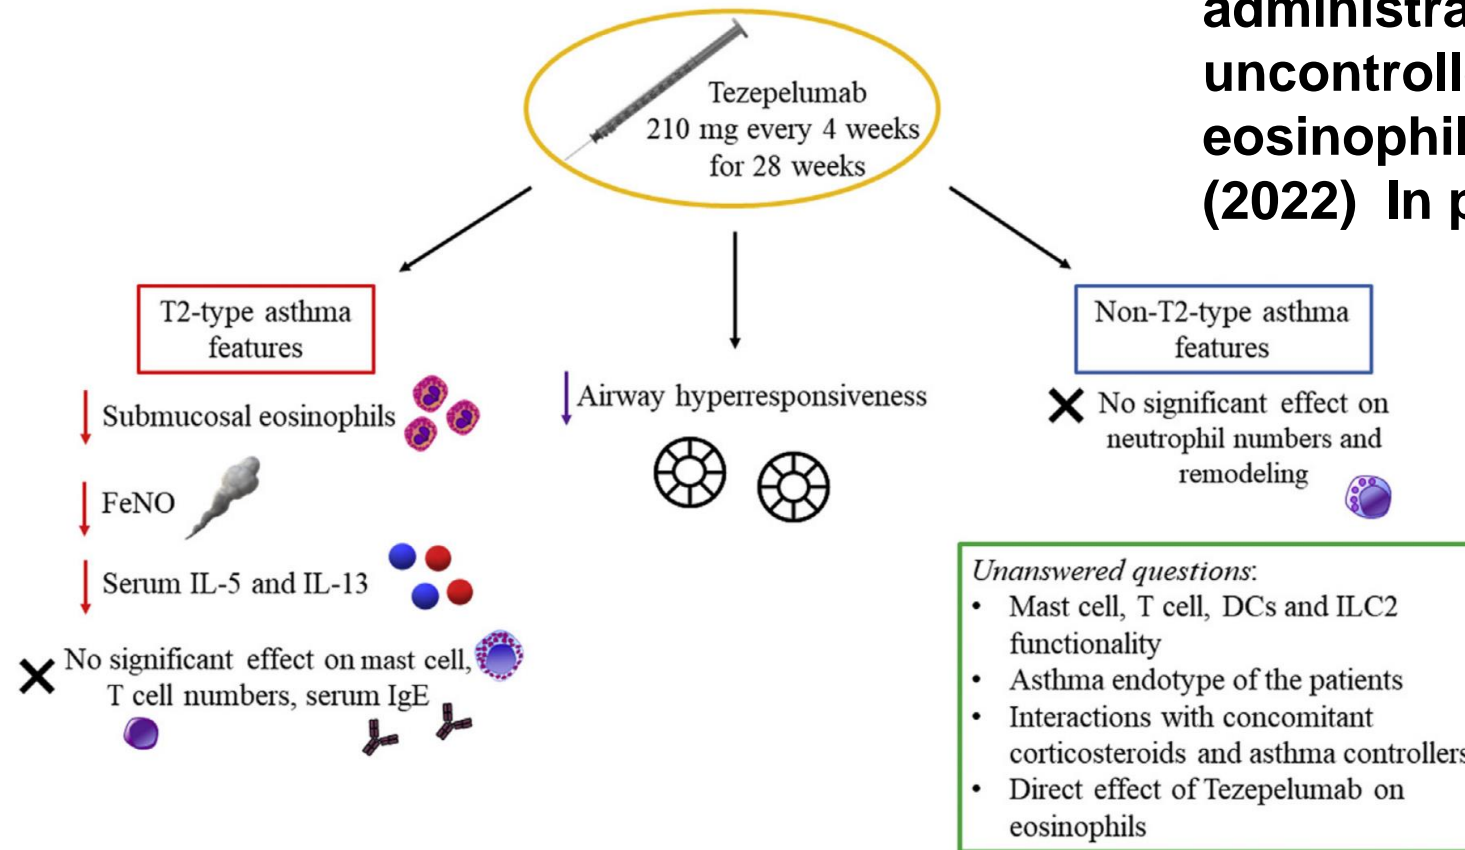 administra
uncontroll
eosinophil
(2022) In p
Tezepelumab
210 mg every 4 weeks
for 28 weeks
T2-type asthma
features
Submucosal eosinophils
FeNO
Serum IL-5 and IL-13
No significant effect on mast cell,
T cell numbers, serum IgE
Airway hyperresponsiveness
Non-T2-type asthma
features
No significant effect on
neutrophil numbers and
remodeling
Unanswered questions:
• Mast cell, T cell, DCs and ILC2
functionality
• Asthma endotype of the patients
• Interactions with concomitant
corticosteroids and asthma controllers
• Direct effect of Tezepelumab on
eosinophils